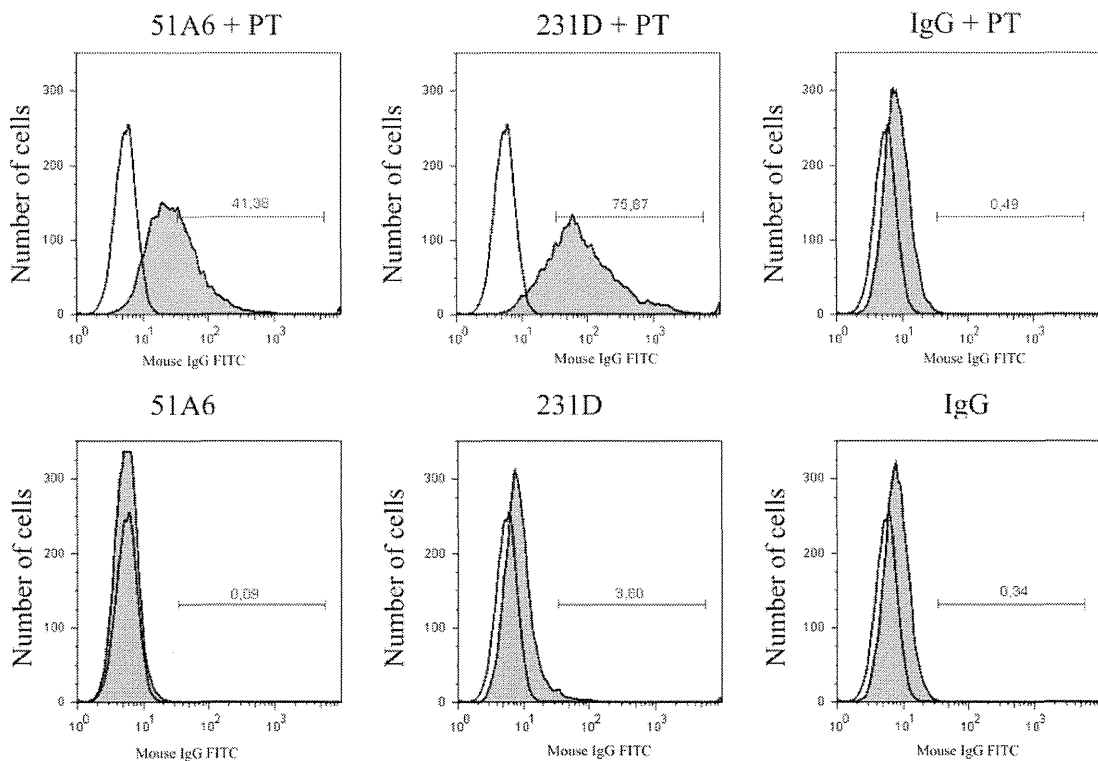 51A6 + PT
231D + PT
IgG + PT
Number of cells
300
200
100
0
41,38
10^0 10^1 10^2 10^3
Mouse IgG FITC
Number of cells
300
200
100
0
75,67
10^0 10^1 10^2 10^3
Mouse IgG FITC
Number of cells
300
200
100
0
0,49
10^0 10^1 10^2 10^3
Mouse IgG FITC
51A6
231D
IgG
Number of cells
300
200
100
0
0,09
10^0 10^1 10^2 10^3
Mouse IgG FITC
Number of cells
300
200
100
0
3,60
10^0 10^1 10^2 10^3
Mouse IgG FITC
Number of cells
300
200
100
0
0,34
10^0 10^1 10^2 10^3
Mouse IgG FITC